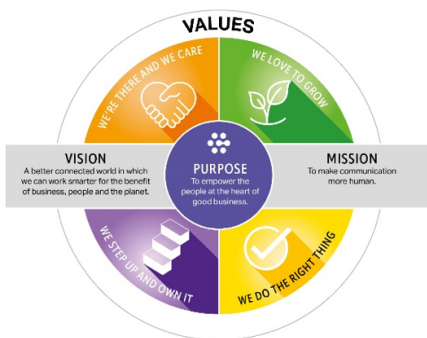 VALUES
WE'RE THERE AND WE CARE
WE LOVE TO GROW
VISION
A better connected world in which
we can work smarter for the benefit
of business, people and the planet.
PURPOSE
To empower the
people at the heart of
good business.
MISSION
To make communication
more human.
WE STEP UP AND OWN IT
WE DO THE RIGHT THING